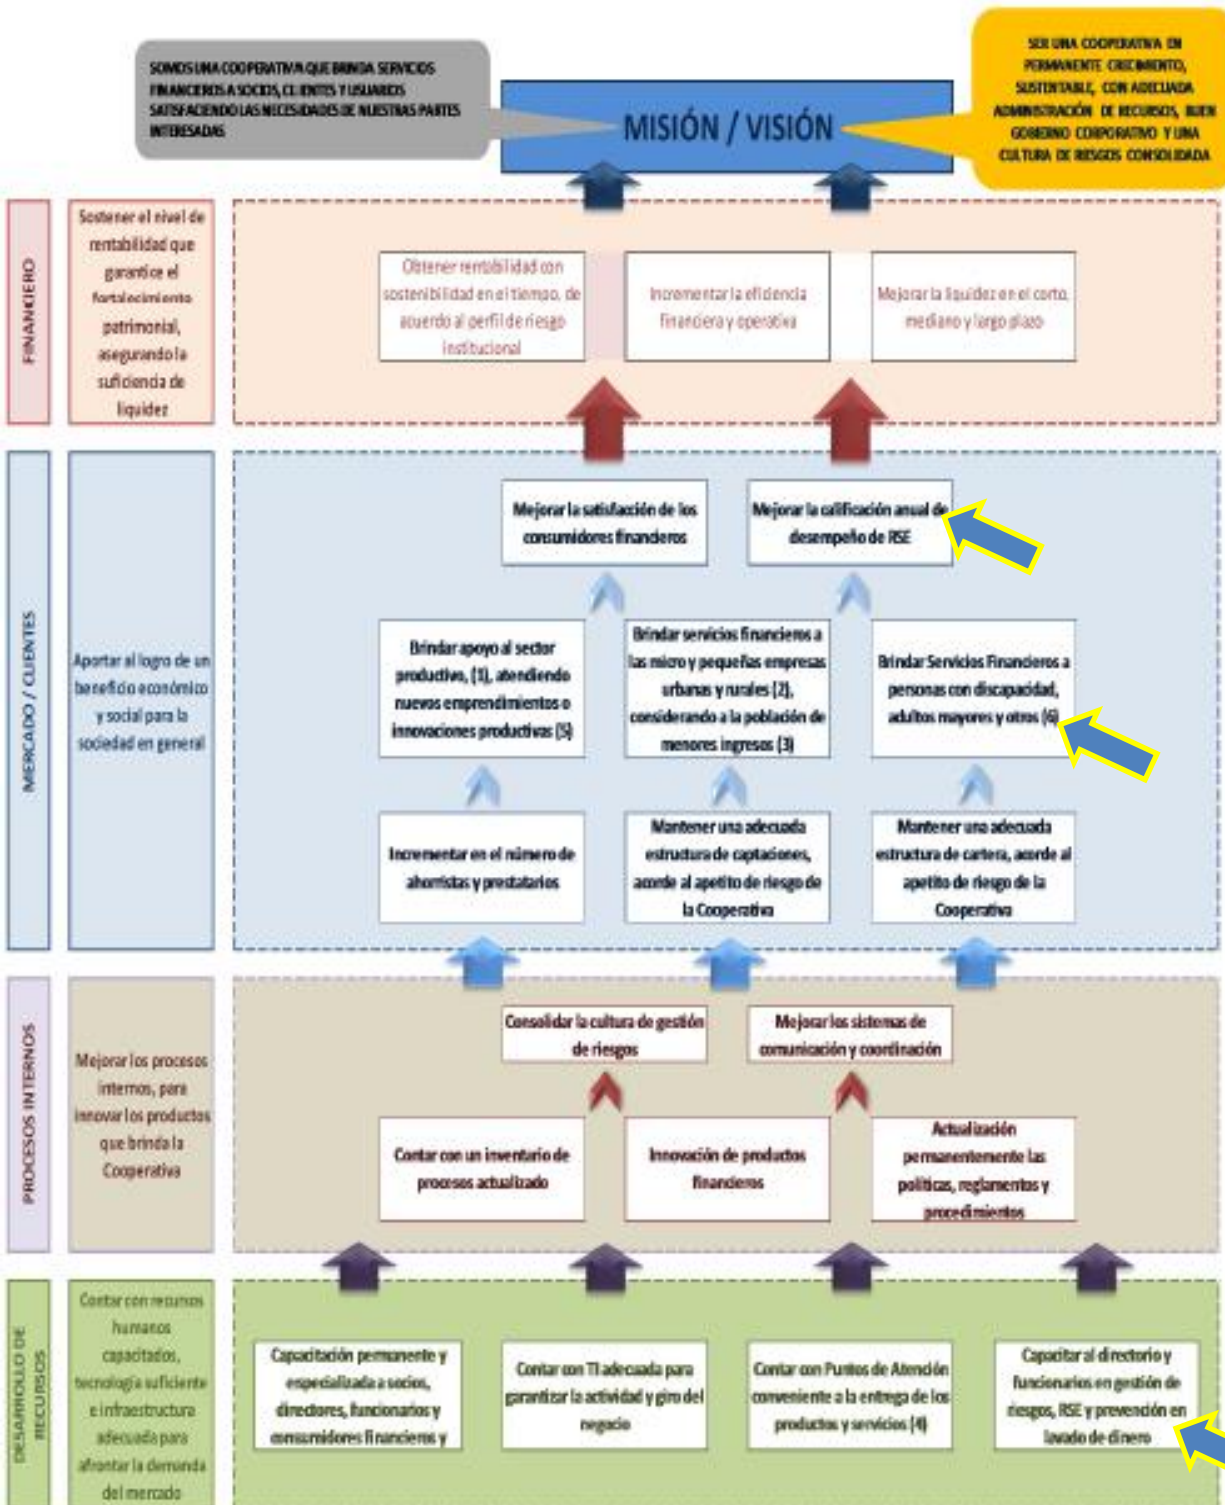 SOMOS UNA COOPERATIVA QUE BRINDA SERVICIOS
FINANCIEROS A SOCIOS, CLIENTES Y USUARIOS
SATISFACIENDO LAS NECESIDADES DE NUESTRAS PARTES
INTERESADAS
MISIÓN / VISIÓN
SER UNA COOPERATIVA EN
PERMANENTE CRECIMIENTO,
SUSTENTABLE, CON ADECUADA
ADMINISTRACIÓN DE RECURSOS, BUEN
GOBIERNO CORPORATIVO Y UNA
CULTURA DE RIESGOS CONSOLIDADA
FINANCIERO
Sostener el nivel de
rentabilidad que
garantice el
fortalecimiento
patrimonial,
asegurando la
suficiencia de
liquidez
Obtener rentabilidad con
sostenibilidad en el tiempo, de
acuerdo al perfil de riesgo
institucional
Incrementar la eficiencia
financiera y operativa
Mejorar la liquidez en el corto,
mediano y largo plazo
MERCADO / CLIENTES
Aportar al logro de un
beneficio económico
y social para la
sociedad en general
Mejorar la satisfacción de los
consumidores financieros
Mejorar la calificación anual de
desempeño de RSE
Brindar apoyo al sector
productivo, (1), atendiendo
nuevos emprendimientos o
innovaciones productivas (5)
Brindar servicios financieros a
las micro y pequeñas empresas
urbanas y rurales (2),
considerando a la población de
menores ingresos (3)
Brindar Servicios Financieros a
personas con discapacidad,
adultos mayores y otros (6)
Incrementar en el número de
ahorristas y prestatarios
Mantener una adecuada
estructura de captaciones,
acorde al apetito de riesgo de
la Cooperativa
Mantener una adecuada
estructura de cartera, acorde al
apetito de riesgo de la
Cooperativa
PROCESOS INTERNOS
Mejorar los procesos
internos, para
innovar los productos
que brinda la
Cooperativa
Consolidar la cultura de gestión
de riesgos
Mejorar los sistemas de
comunicación y coordinación
Contar con un inventario de
procesos actualizado
Innovación de productos
financieros
Actualización
permanentemente las
políticas, reglamentos y
procedimientos
DESARROLLO DE
RECURSOS
Contar con recursos
humanos
capacitados,
tecnología suficiente
e infraestructura
adecuada para
afrontar la demanda
del mercado
Capacitación permanente y
especializada a socios,
directores, funcionarios y
consumidores financieros y
Contar con TI adecuada para
garantizar la actividad y giro del
negocio
Contar con Puntos de Atención
conveniente a la entrega de los
productos y servicios (4)
Capacitar al directorio y
funcionarios en gestión de
riesgos, RSE y prevención en
lavado de dinero